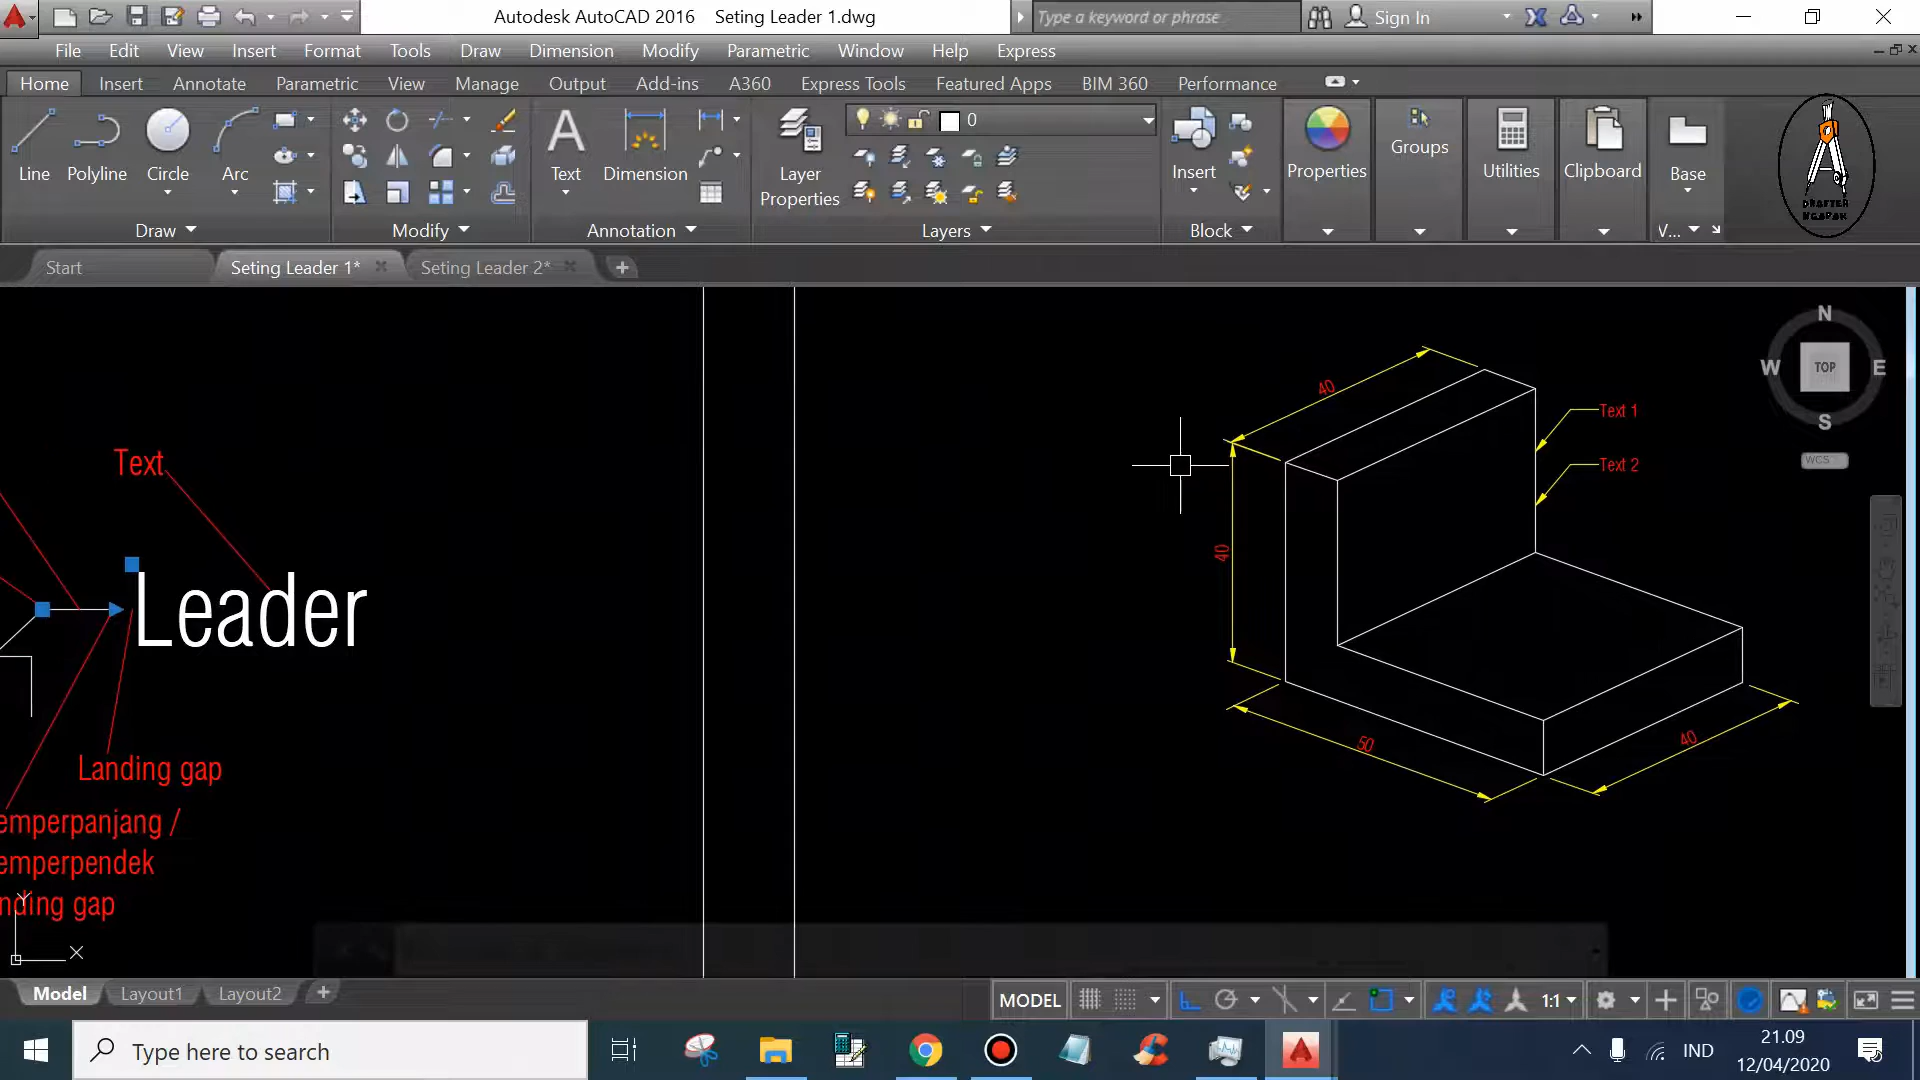 Autodesk AutoCAD 2016 Seting Leader 1.dwg
Type a keyword or phrase
Sign In
File Edit View Insert Format Tools Draw Dimension Modify Parametric Window Help Express
Home Insert Annotate Parametric View Manage Output Add-ins A360 Express Tools Featured Apps BIM 360 Performance
0
Line Polyline Circle Arc Text Dimension Layer Properties Insert Properties Groups Utilities Clipboard Base
Draw Modify Annotation Layers Block V...
DRAFTER
NGAPAK
Start Seting Leader 1* Seting Leader 2*
N
W TOP E
S
WCS
40
Text 1
Text 2
Text
40
Leader
50
40
Landing gap
emperpanjang /
emperpendek
nding gap
Y
X
Model Layout1 Layout2
MODEL 1:1
Type here to search
IND
21.09
12/04/2020